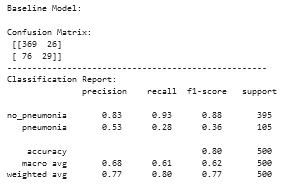 Baseline Model:
Confusion Matrix:
[[369 26]
[ 76 29]]
--------------------------------------------------------
Classification Report:
precision recall f1-score support
no_pneumonia 0.83 0.93 0.88 395
pneumonia 0.53 0.28 0.36 105
accuracy 0.80 500
macro avg 0.68 0.61 0.62 500
weighted avg 0.77 0.80 0.77 500